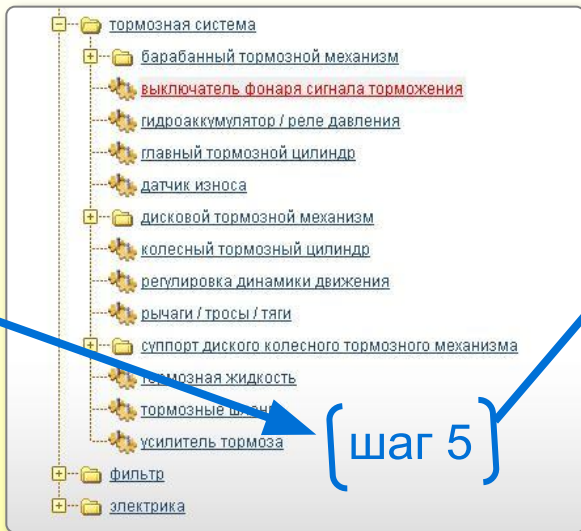 тормозная система
барабанный тормозной механизм
выключатель фонаря сигнала торможения
гидроаккумулятор / реле давления
главный тормозной цилиндр
датчик износа
дисковой тормозной механизм
колесный тормозный цилиндр
регулировка динамики движения
рычаги / тросы / тяги
суппорт диского колесного тормозного механизма
тормозная жидкость
тормозные
усилитель тормоза
шаг 5
фильтр
электрика